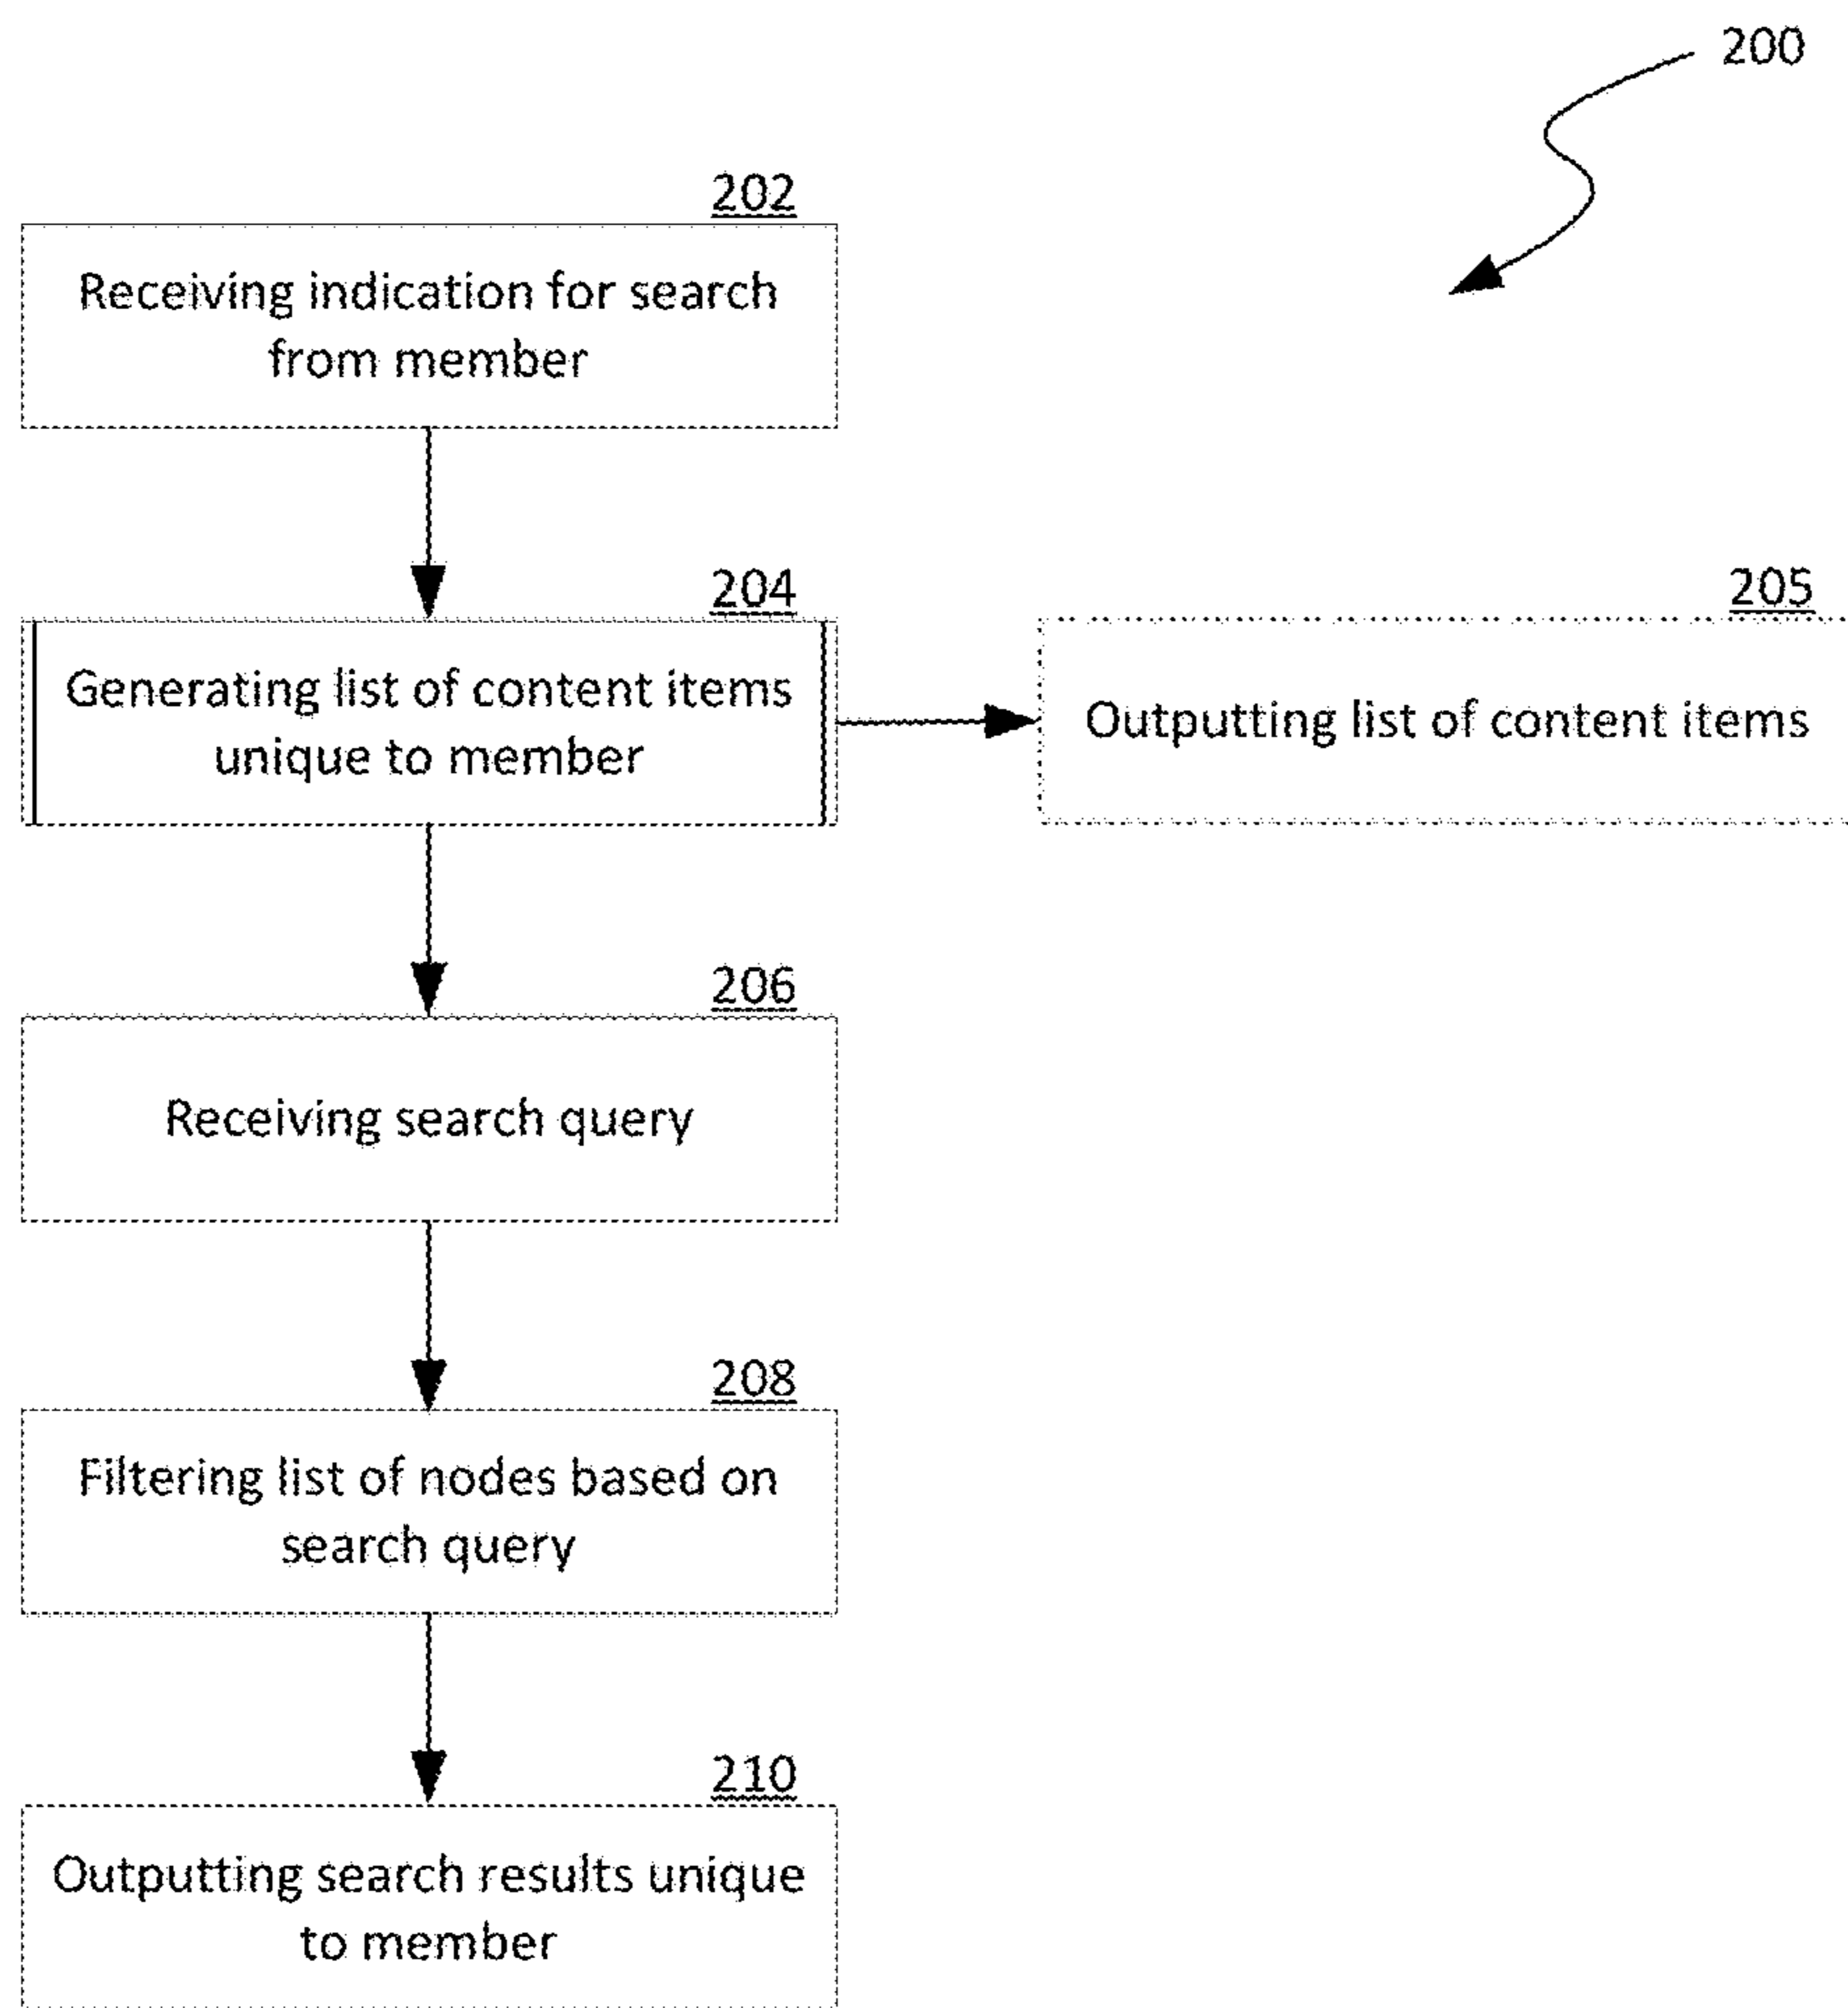 200
202
Receiving indication for search
from member
204
Generating list of content items
unique to member
205
Outputting list of content items
206
Receiving search query
208
Filtering list of nodes based on
search query
210
Outputting search results unique
to member